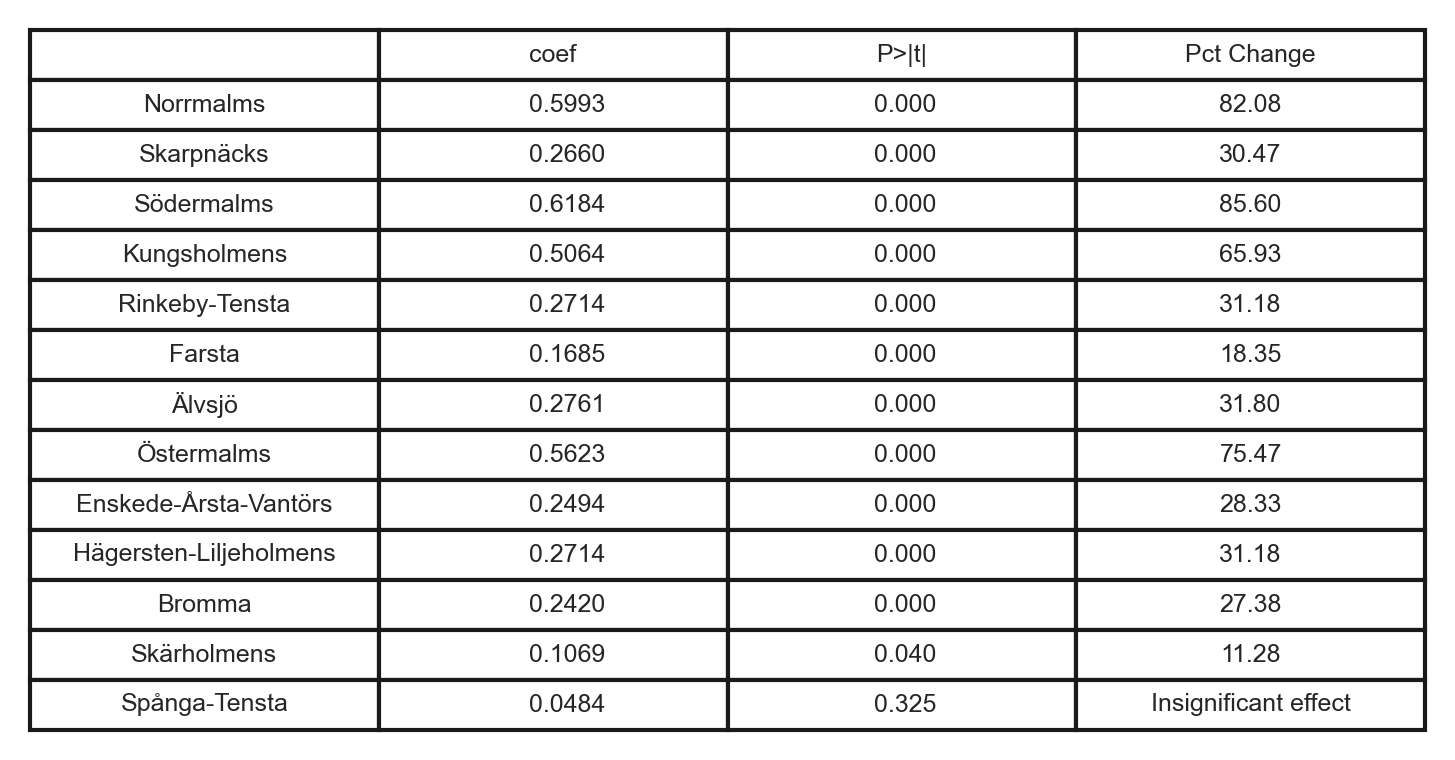 coef P>|t| Pct Change
Norrmalms 0.5993 0.000 82.08
Skarpnäcks 0.2660 0.000 30.47
Södermalms 0.6184 0.000 85.60
Kungsholmens 0.5064 0.000 65.93
Rinkeby-Tensta 0.2714 0.000 31.18
Farsta 0.1685 0.000 18.35
Älvsjö 0.2761 0.000 31.80
Östermalms 0.5623 0.000 75.47
Enskede-Årsta-Vantörs 0.2494 0.000 28.33
Hägersten-Liljeholmens 0.2714 0.000 31.18
Bromma 0.2420 0.000 27.38
Skärholmens 0.1069 0.040 11.28
Spånga-Tensta 0.0484 0.325 Insignificant effect